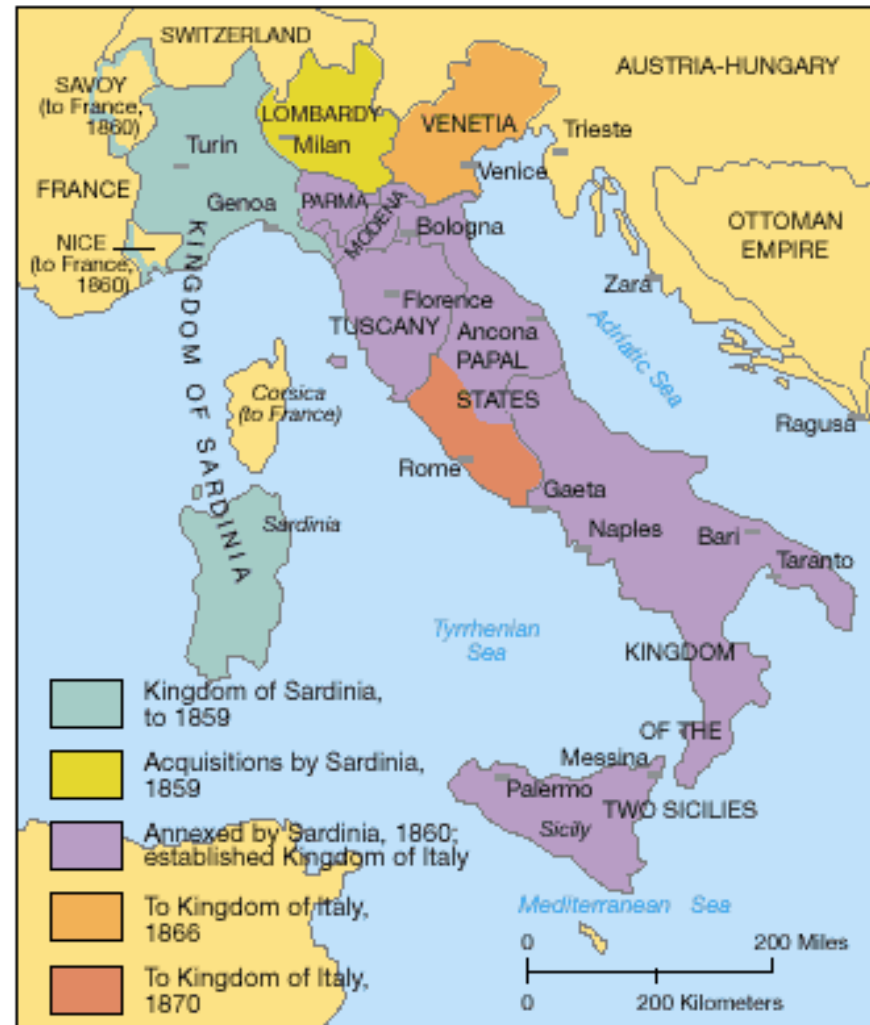 SWITZERLAND
AUSTRIA-HUNGARY
SAVOY
(to France,
1860)
LOMBARDY
Milan
VENETIA
Trieste
Turin
Venice
FRANCE
Genoa
PARMA
MODENA
Bologna
OTTOMAN
EMPIRE
NICE
(to France,
1860)
KINGDOM OF SARDINIA
Zara
Florence
TUSCANY
Ancona
PAPAL
STATES
Adriatic Sea
Corsica
(to France)
Ragusa
Rome
Gaeta
Sardinia
Naples
Bari
Taranto
Tyrrhenian
Sea
KINGDOM
OF THE
TWO SICILIES
Messina
Palermo
Sicily
Mediterranean Sea
Kingdom of Sardinia,
to 1859
Acquisitions by Sardinia,
1859
Annexed by Sardinia, 1860;
established Kingdom of Italy
To Kingdom of Italy,
1866
To Kingdom of Italy,
1870
0 200 Miles
0 200 Kilometers